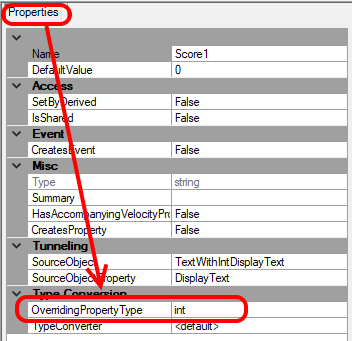 Properties
Name Score1
DefaultValue 0
Access
SetByDerived False
IsShared False
Event
CreatesEvent False
Misc
Type string
Summary
HasAccompanyingVelocityPro False
CreatesProperty False
Tunneling
SourceObject TextWithIntDisplayText
SourceObjectProperty DisplayText
Type Conversion
OverridingPropertyType int
TypeConverter <default>